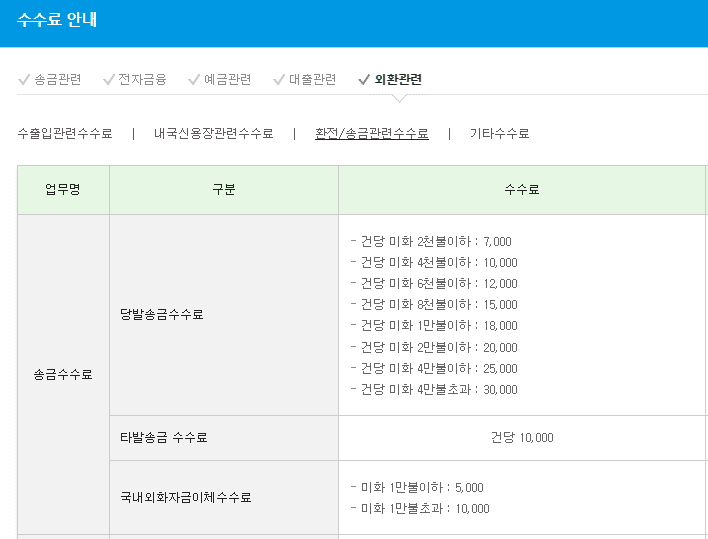 수수료 안내
송금관련 전자금융 예금관련 대출관련 외환관련
수출입관련수수료 | 내국신용장관련수수료 | 환전/송금관련수수료 | 기타수수료
업무명 구분 수수료
송금수수료
당발송금수수료
- 건당 미화 2천불이하 : 7,000
- 건당 미화 4천불이하 : 10,000
- 건당 미화 6천불이하 : 12,000
- 건당 미화 8천불이하 : 15,000
- 건당 미화 1만불이하 : 18,000
- 건당 미화 2만불이하 : 20,000
- 건당 미화 4만불이하 : 25,000
- 건당 미화 4만불초과 : 30,000
타발송금 수수료 건당 10,000
국내외화자금이체수수료
- 미화 1만불이하 : 5,000
- 미화 1만불초과 : 10,000